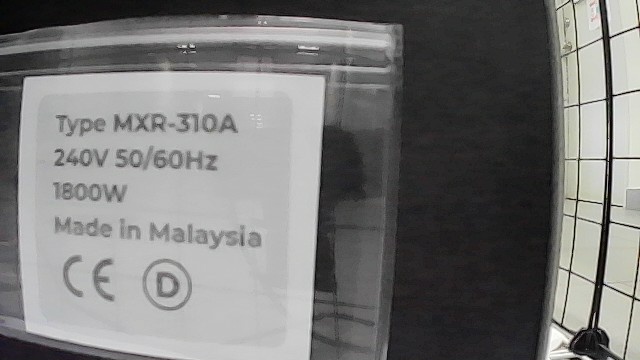 Type MXR-310A
240V 50/60Hz
1800W
Made in Malaysia
CE D